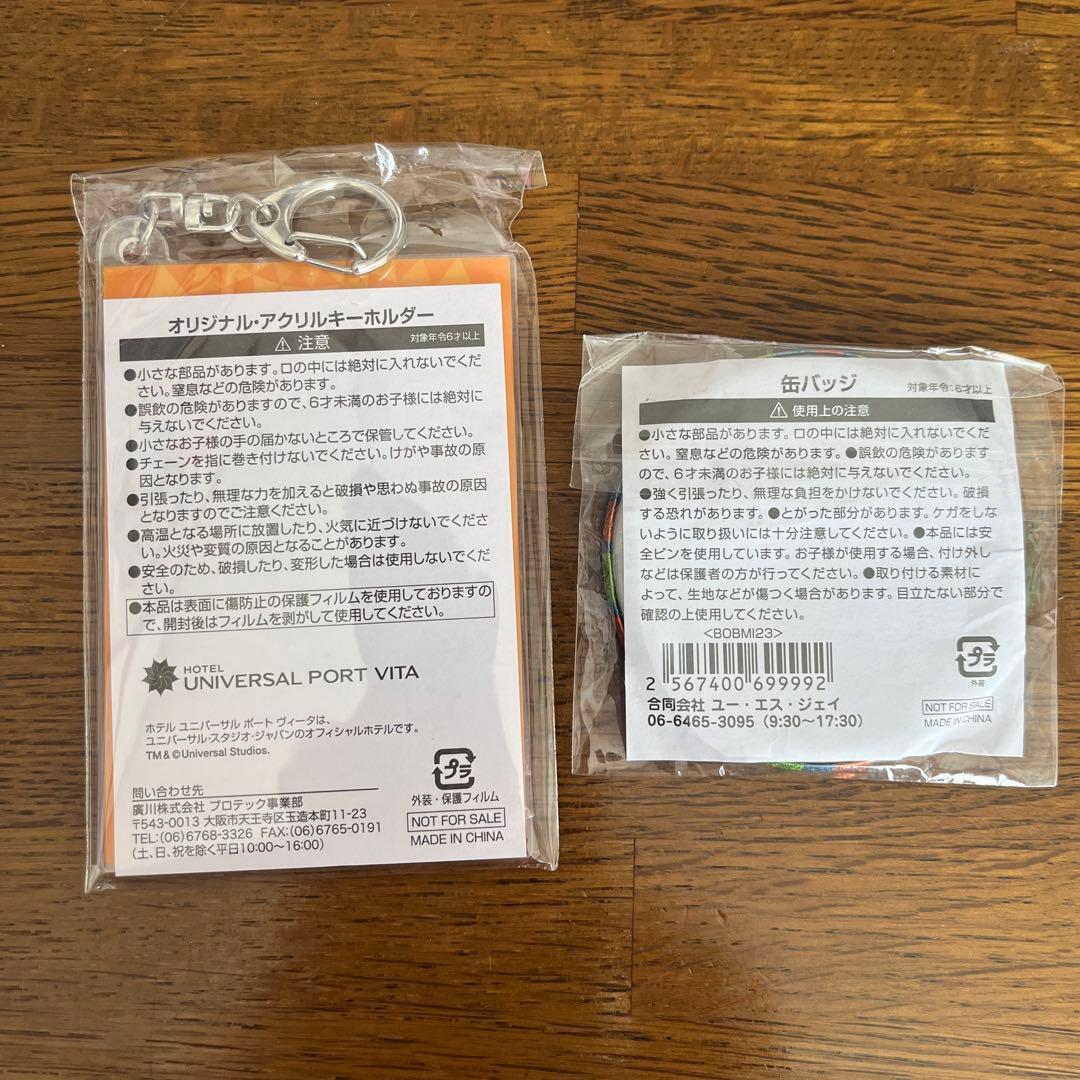 オリジナル・アクリルキーホルダー
⚠ 注意 対象年令6才以上
●小さな部品があります。口の中には絶対に入れないでくだ
さい。窒息などの危険があります。
●誤飲の危険がありますので、6才未満のお子様には絶対に
与えないでください。
●小さなお子様の手の届かないところで保管してください。
●チェーンを指に巻き付けないでください。けがや事故の原
因となります。
●引張ったり、無理な力を加えると破損や思わぬ事故の原因
となりますのでご注意ください。
●高温となる場所に放置したり、火気に近づけないでくださ
い。火災や変質の原因となることがあります。
●安全のため、破損したり、変形した場合は使用しないでくだ
さい。
●本品は表面に傷防止の保護フィルムを使用しておりますの
で、開封後はフィルムを剥がして使用してください。
HOTEL
UNIVERSAL PORT VITA
ホテル ユニバーサル ポート ヴィータは、
ユニバーサル・スタジオ・ジャパンのオフィシャルホテルです。
TM & © Universal Studios.
問い合わせ先
廣川株式会社 プロテック事業部
〒543-0013 大阪市天王寺区玉造本町11-23
TEL:(06)6768-3326 FAX:(06)6765-0191
(土、日、祝を除く平日10:00〜16:00)
プラ
外装・保護フィルム
NOT FOR SALE
MADE IN CHINA
缶バッジ 対象年令:6才以上
⚠ 使用上の注意
●小さな部品があります。口の中には絶対に入れないでくだ
さい。窒息などの危険があります。●誤飲の危険があります
ので、6才未満のお子様には絶対に与えないでください。
●強く引張ったり、無理な負担をかけないでください。破損
する恐れがあります。●とがった部分があります。ケガをしな
いように取り扱いには十分注意してください。●本品には安
全ピンを使用しています。お子様が使用する場合、付け外し
などは保護者の方が行ってください。●取り付ける素材に
よって、生地などが傷つく場合があります。目立たない部分で
確認の上使用してください。
<BOBMI23>
2 567400 699992
合同会社 ユー・エス・ジェイ
06-6465-3095 (9:30〜17:30)
プラ
外装
NOT FOR SALE
MADE IN CHINA